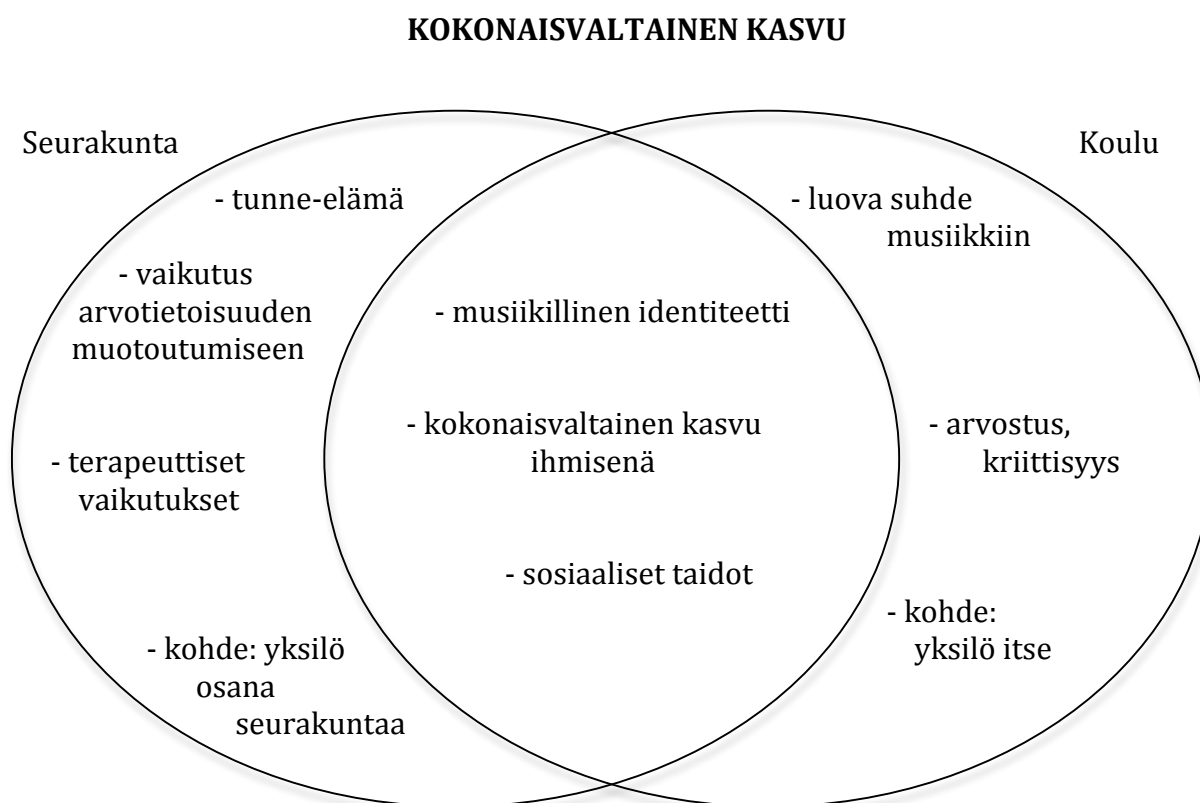 KOKONAISVALTAINEN KASVU
Seurakunta
- tunne-elämä
- vaikutus
arvotietoisuuden
muotoutumiseen
- terapeuttiset
vaikutukset
- kohde: yksilö
osana
seurakuntaa
- musiikillinen identiteetti
- kokonaisvaltainen kasvu
ihmisenä
- sosiaaliset taidot
Koulu
- luova suhde
musiikkiin
- arvostus,
kriittisyys
- kohde:
yksilö itse